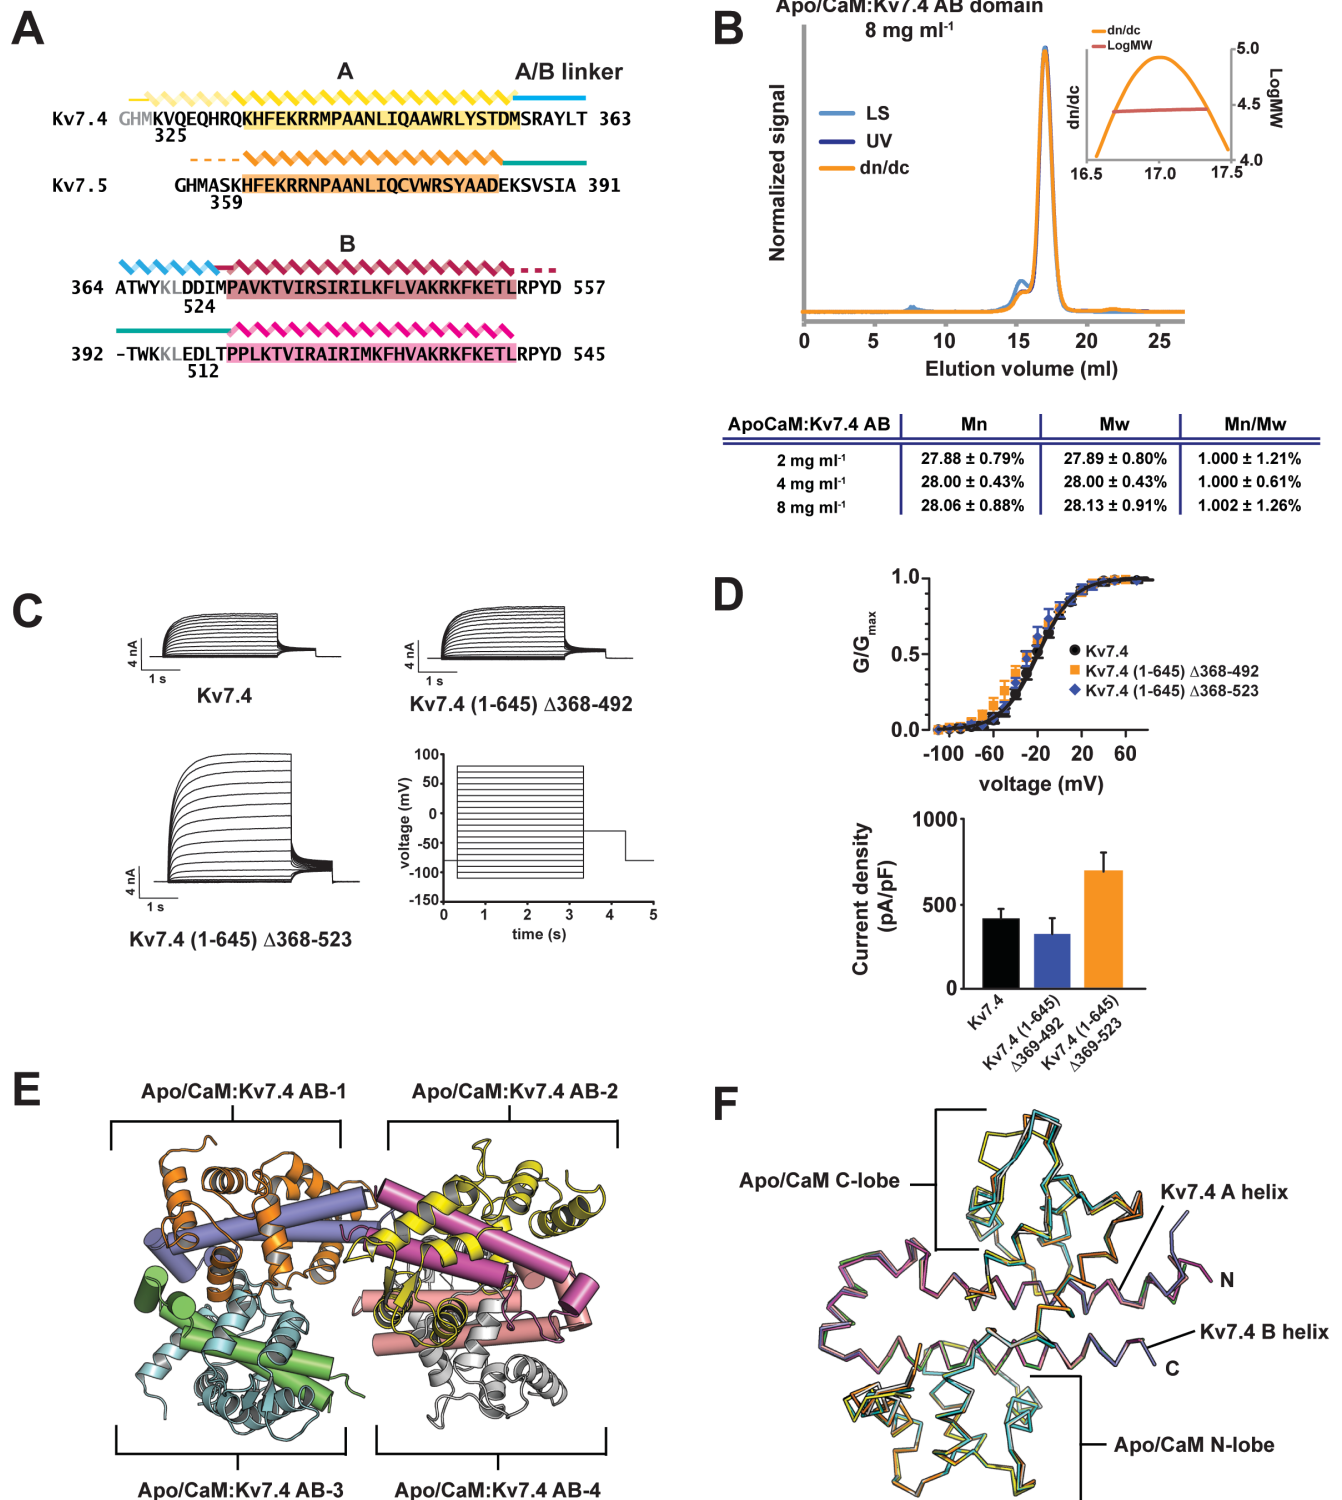 A
A A/B linker
Kv7.4 GHMKVQEQHRQKHFEKRRMPAANLIQAAWRLYSTDMSRAYLT 363
325
Kv7.5 GHMASKHFEKRRNPAANLIQCVWRSYAADEKSVSIA 391
359
B
364 ATWYKLDDIMPAVKTVIRSIRILKFLVAKRKFKETLRPYD 557
524
392 -TWKKLEDLTPPLKTVIRAIRIMKFHVAKRKFKETLRPYD 545
512
B
Apo/CaM:Kv7.4 AB domain
8 mg ml-1
Normalized signal
LS
UV
dn/dc
dn/dc
LogMW
dn/dc
5.0
4.5
4.0
LogMW
16.5 17.0 17.5
0 5 10 15 20 25
Elution volume (ml)
ApoCaM:Kv7.4 AB Mn Mw Mn/Mw
2 mg ml-1 27.88 ± 0.79% 27.89 ± 0.80% 1.000 ± 1.21%
4 mg ml-1 28.00 ± 0.43% 28.00 ± 0.43% 1.000 ± 0.61%
8 mg ml-1 28.06 ± 0.88% 28.13 ± 0.91% 1.002 ± 1.26%
C
4 nA
1 s
Kv7.4
4 nA
1 s
Kv7.4 (1-645) Δ368-492
4 nA
1 s
Kv7.4 (1-645) Δ368-523
voltage (mV)
100
50
0
-50
-100
-150
0 1 2 3 4 5
time (s)
D
G/Gmax
1.0
0.5
0.0
Kv7.4
Kv7.4 (1-645) Δ368-492
Kv7.4 (1-645) Δ368-523
-100 -60 -20 20 60
voltage (mV)
Current density
(pA/pF)
1000
500
0
Kv7.4
Kv7.4 (1-645)
Δ369-492
Kv7.4 (1-645)
Δ369-523
E
Apo/CaM:Kv7.4 AB-1 Apo/CaM:Kv7.4 AB-2
Apo/CaM:Kv7.4 AB-3 Apo/CaM:Kv7.4 AB-4
F
Apo/CaM C-lobe
Kv7.4 A helix
N
Kv7.4 B helix
C
Apo/CaM N-lobe